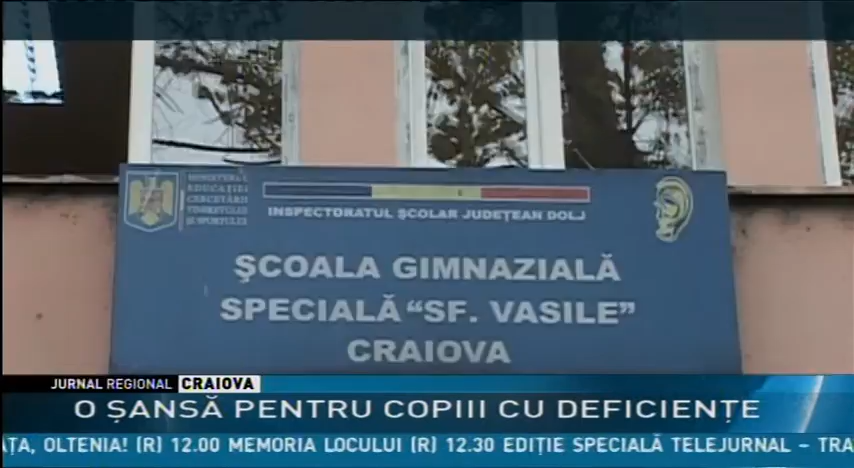 MINISTERUL
EDUCAȚIEI
CERCETĂRII
TINERETULUI
ȘI SPORTULUI
INSPECTORATUL ȘCOLAR JUDEȚEAN DOLJ
ȘCOALA GIMNAZIALĂ
SPECIALĂ “SF. VASILE”
CRAIOVA
JURNAL REGIONAL CRAIOVA
O ȘANSĂ PENTRU COPIII CU DEFICIENȚE
AȚA, OLTENIA! (R) 12.00 MEMORIA LOCULUI (R) 12.30 EDIȚIE SPECIALĂ TELEJURNAL – TRA